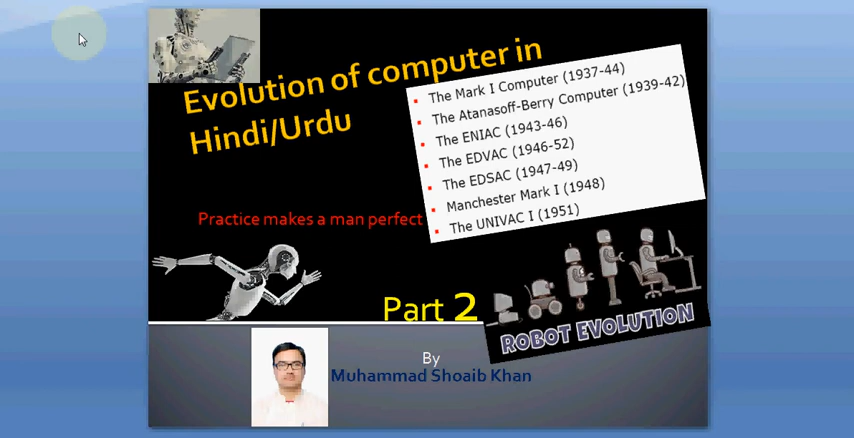 Evolution of computer in
Hindi/Urdu
The Mark I Computer (1937-44)
The Atanasoff-Berry Computer (1939-42)
The ENIAC (1943-46)
The EDVAC (1946-52)
The EDSAC (1947-49)
Manchester Mark I (1948)
The UNIVAC I (1951)
Practice makes a man perfect
Part 2
ROBOT EVOLUTION
By
Muhammad Shoaib Khan